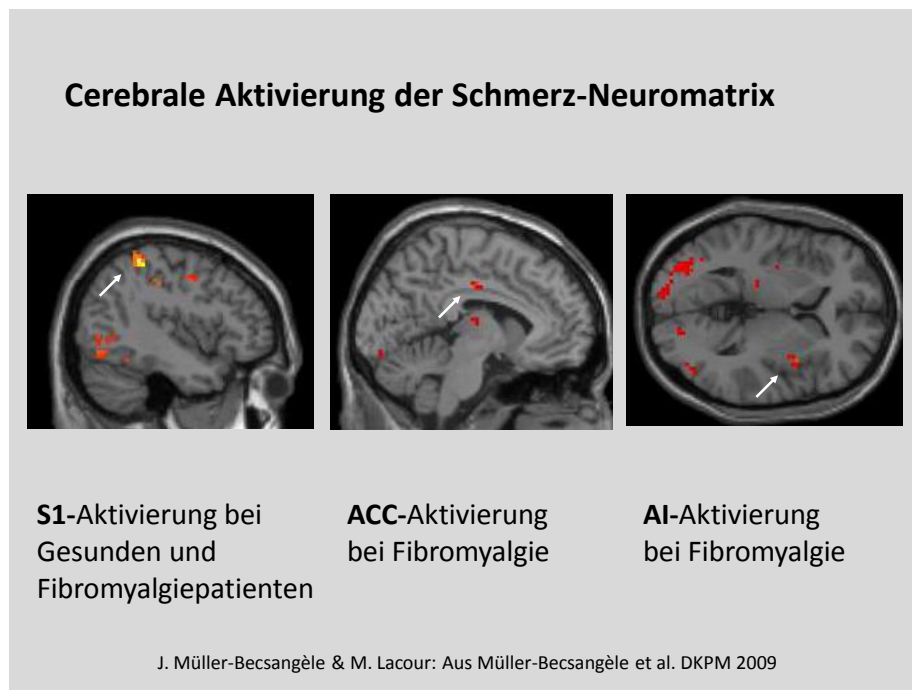 Cerebrale Aktivierung der Schmerz-Neuromatrix
S1-Aktivierung bei
Gesunden und
Fibromyalgiepatienten
ACC-Aktivierung
bei Fibromyalgie
AI-Aktivierung
bei Fibromyalgie
J. Müller-Becsangèle & M. Lacour: Aus Müller-Becsangèle et al. DKPM 2009